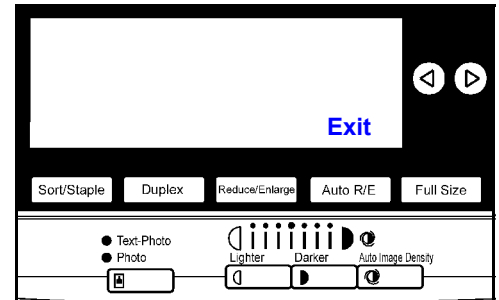 Exit
Sort/Staple Duplex Reduce/Enlarge Auto R/E Full Size
Text-Photo
Photo
Lighter Darker Auto Image Density